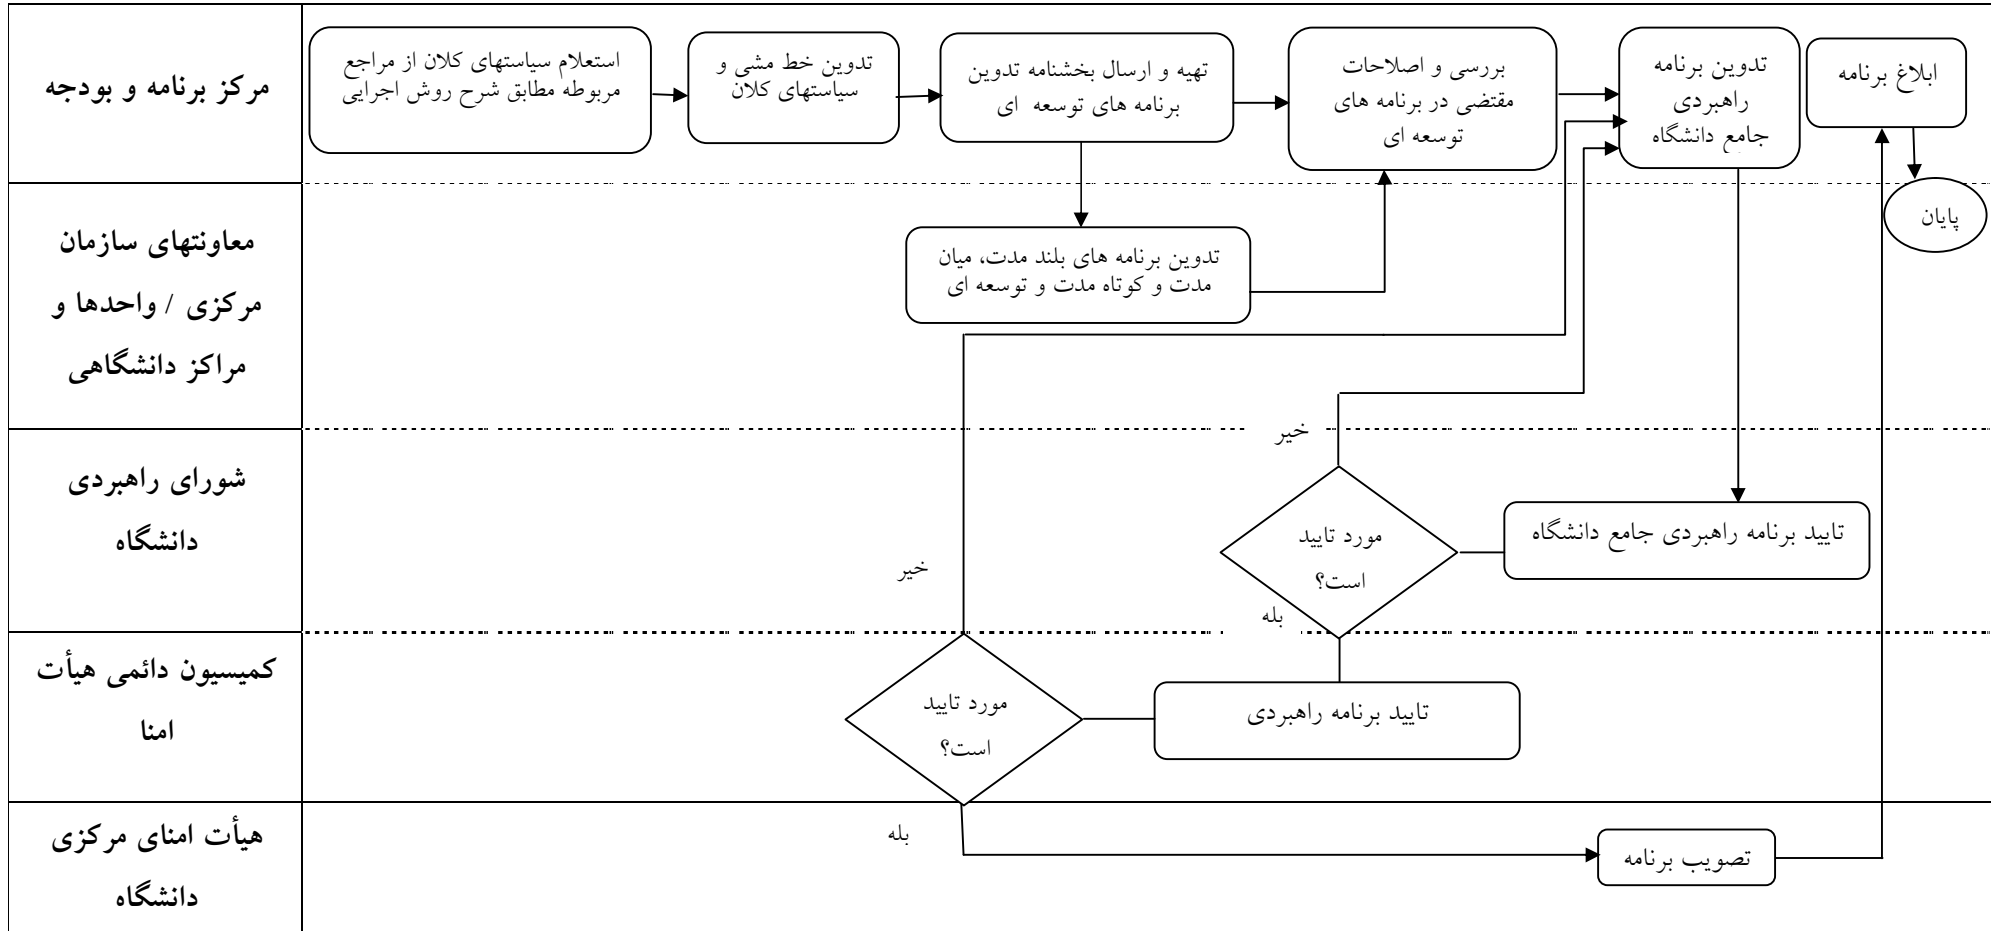 مرکز برنامه و بودجه
استعلام سیاستهای کلان از مراجع
مربوطه مطابق شرح روش اجرایی
تدوین خط مشی و
سیاستهای کلان
تهیه و ارسال بخشنامه تدوین
برنامه های توسعه ای
بررسی و اصلاحات
مقتضی در برنامه های
توسعه ای
تدوین برنامه
راهبردی
جامع دانشگاه
ابلاغ برنامه
معاونتهای سازمان
مرکزی / واحدها و
مراکز دانشگاهی
تدوین برنامه های بلند مدت، میان
مدت و کوتاه مدت و توسعه ای
پایان
شورای راهبردی
دانشگاه
خیر
مورد تایید
است؟
تایید برنامه راهبردی جامع دانشگاه
خیر
بله
کمیسیون دائمی هیأت
امنا
مورد تایید
است؟
تایید برنامه راهبردی
هیأت امنای مرکزی
دانشگاه
بله
تصویب برنامه